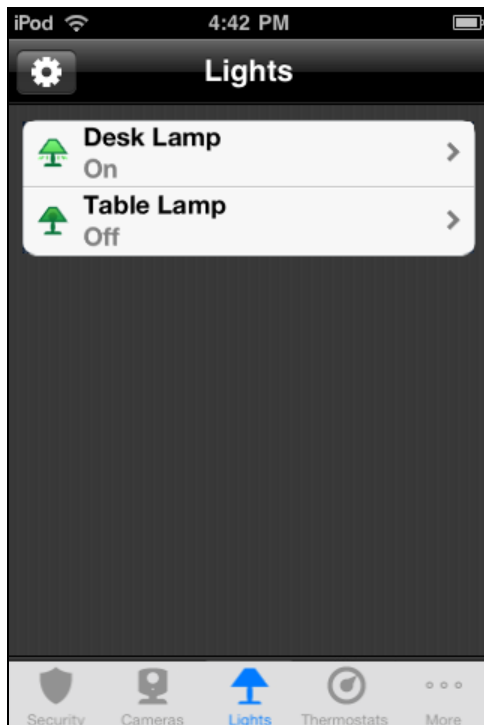 iPod 4:42 PM
Lights
Desk Lamp
On
Table Lamp
Off
Security Cameras Lights Thermostats More